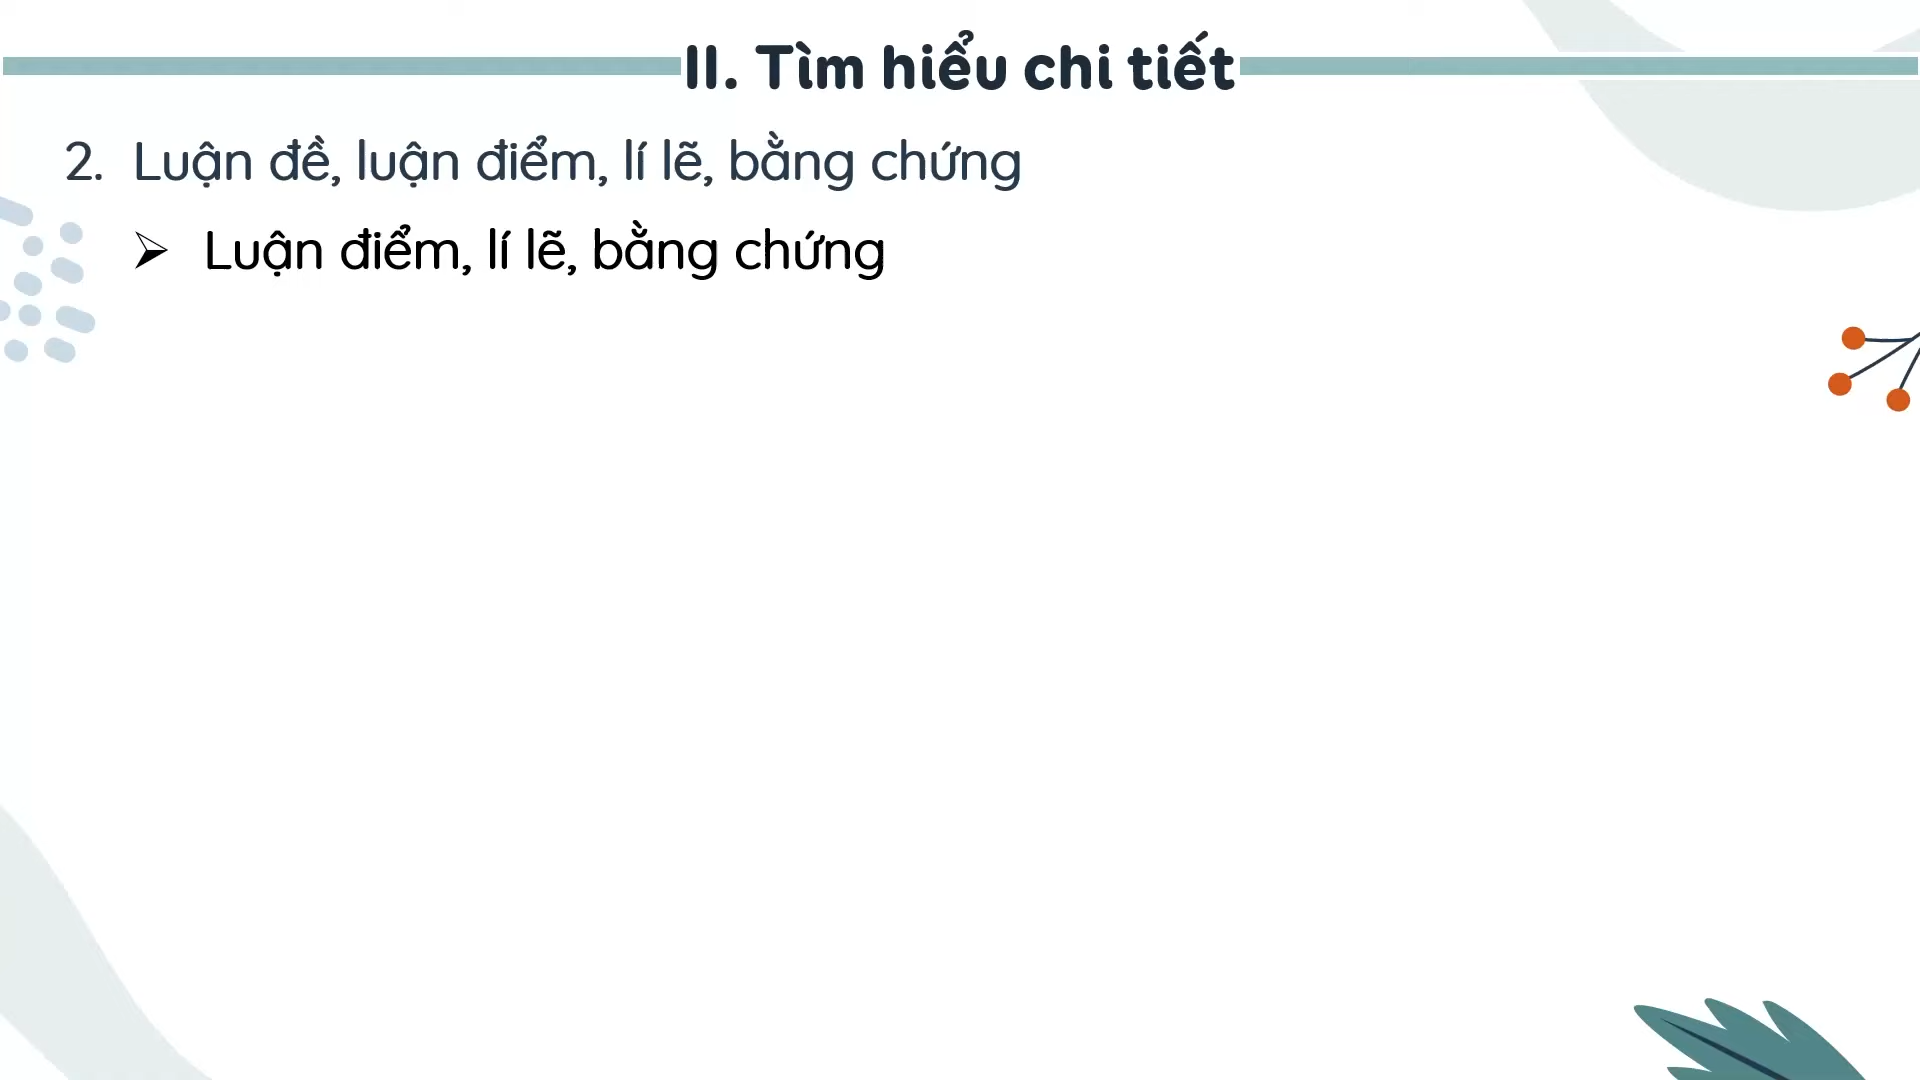 II. Tìm hiểu chi tiết
2. Luận đề, luận điểm, lí lẽ, bằng chứng
➢ Luận điểm, lí lẽ, bằng chứng